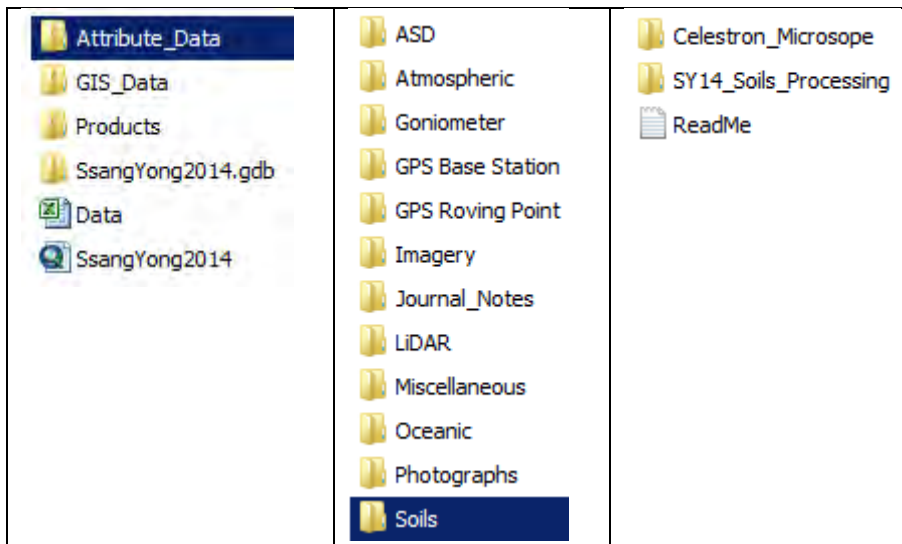 Attribute_Data
GIS_Data
Products
SsangYong2014.gdb
Data
SsangYong2014
ASD
Atmospheric
Goniometer
GPS Base Station
GPS Roving Point
Imagery
Journal_Notes
LiDAR
Miscellaneous
Oceanic
Photographs
Soils
Celestron_Microsope
SY14_Soils_Processing
ReadMe